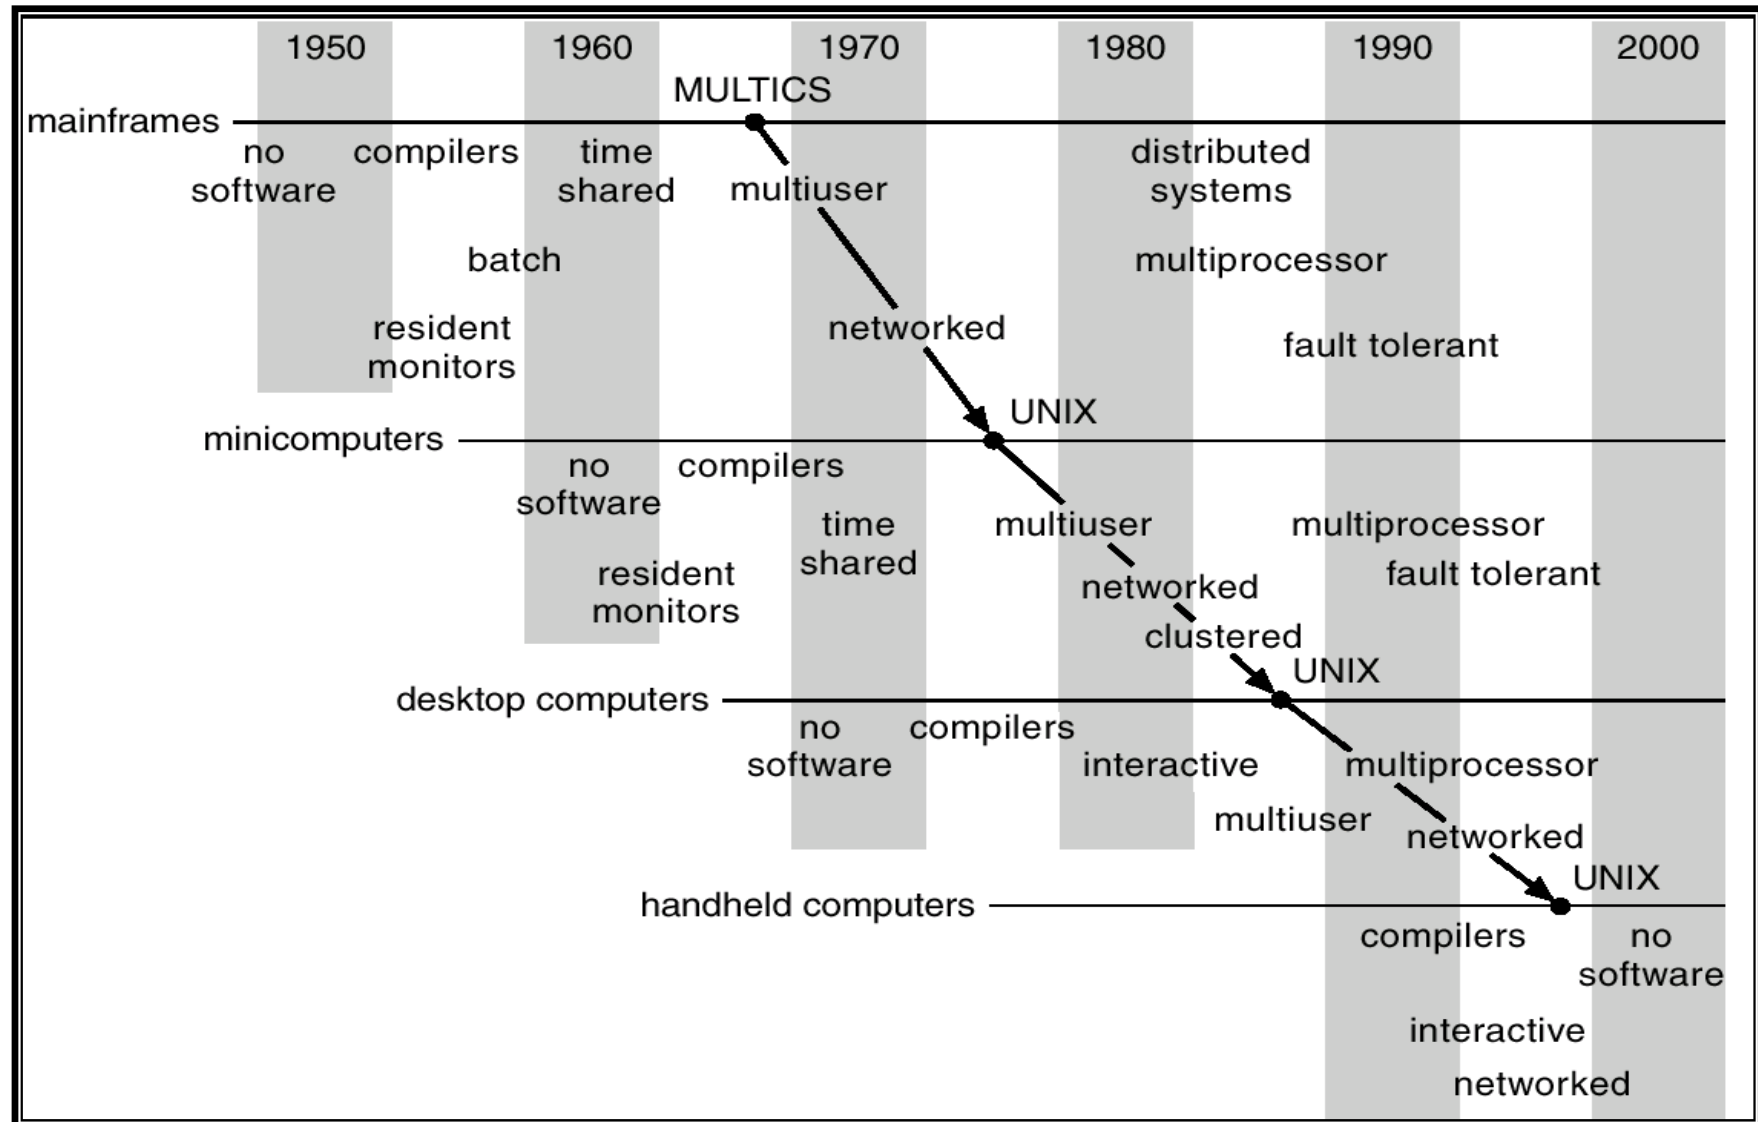 1950 1960 1970 1980 1990 2000
MULTICS
mainframes
no compilers time distributed
software shared multiuser systems
batch multiprocessor
resident networked fault tolerant
monitors
UNIX
minicomputers
no compilers
software
time multiuser multiprocessor
shared
resident networked fault tolerant
monitors
clustered
UNIX
desktop computers
no compilers
software interactive multiprocessor
multiuser networked
UNIX
handheld computers
compilers no
software
interactive
networked